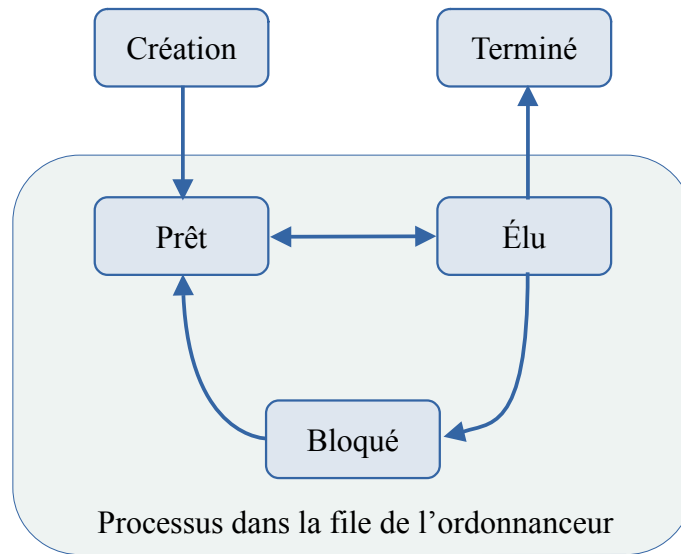 Création
Terminé
Prêt
Élu
Bloqué
Processus dans la file de l’ordonnanceur